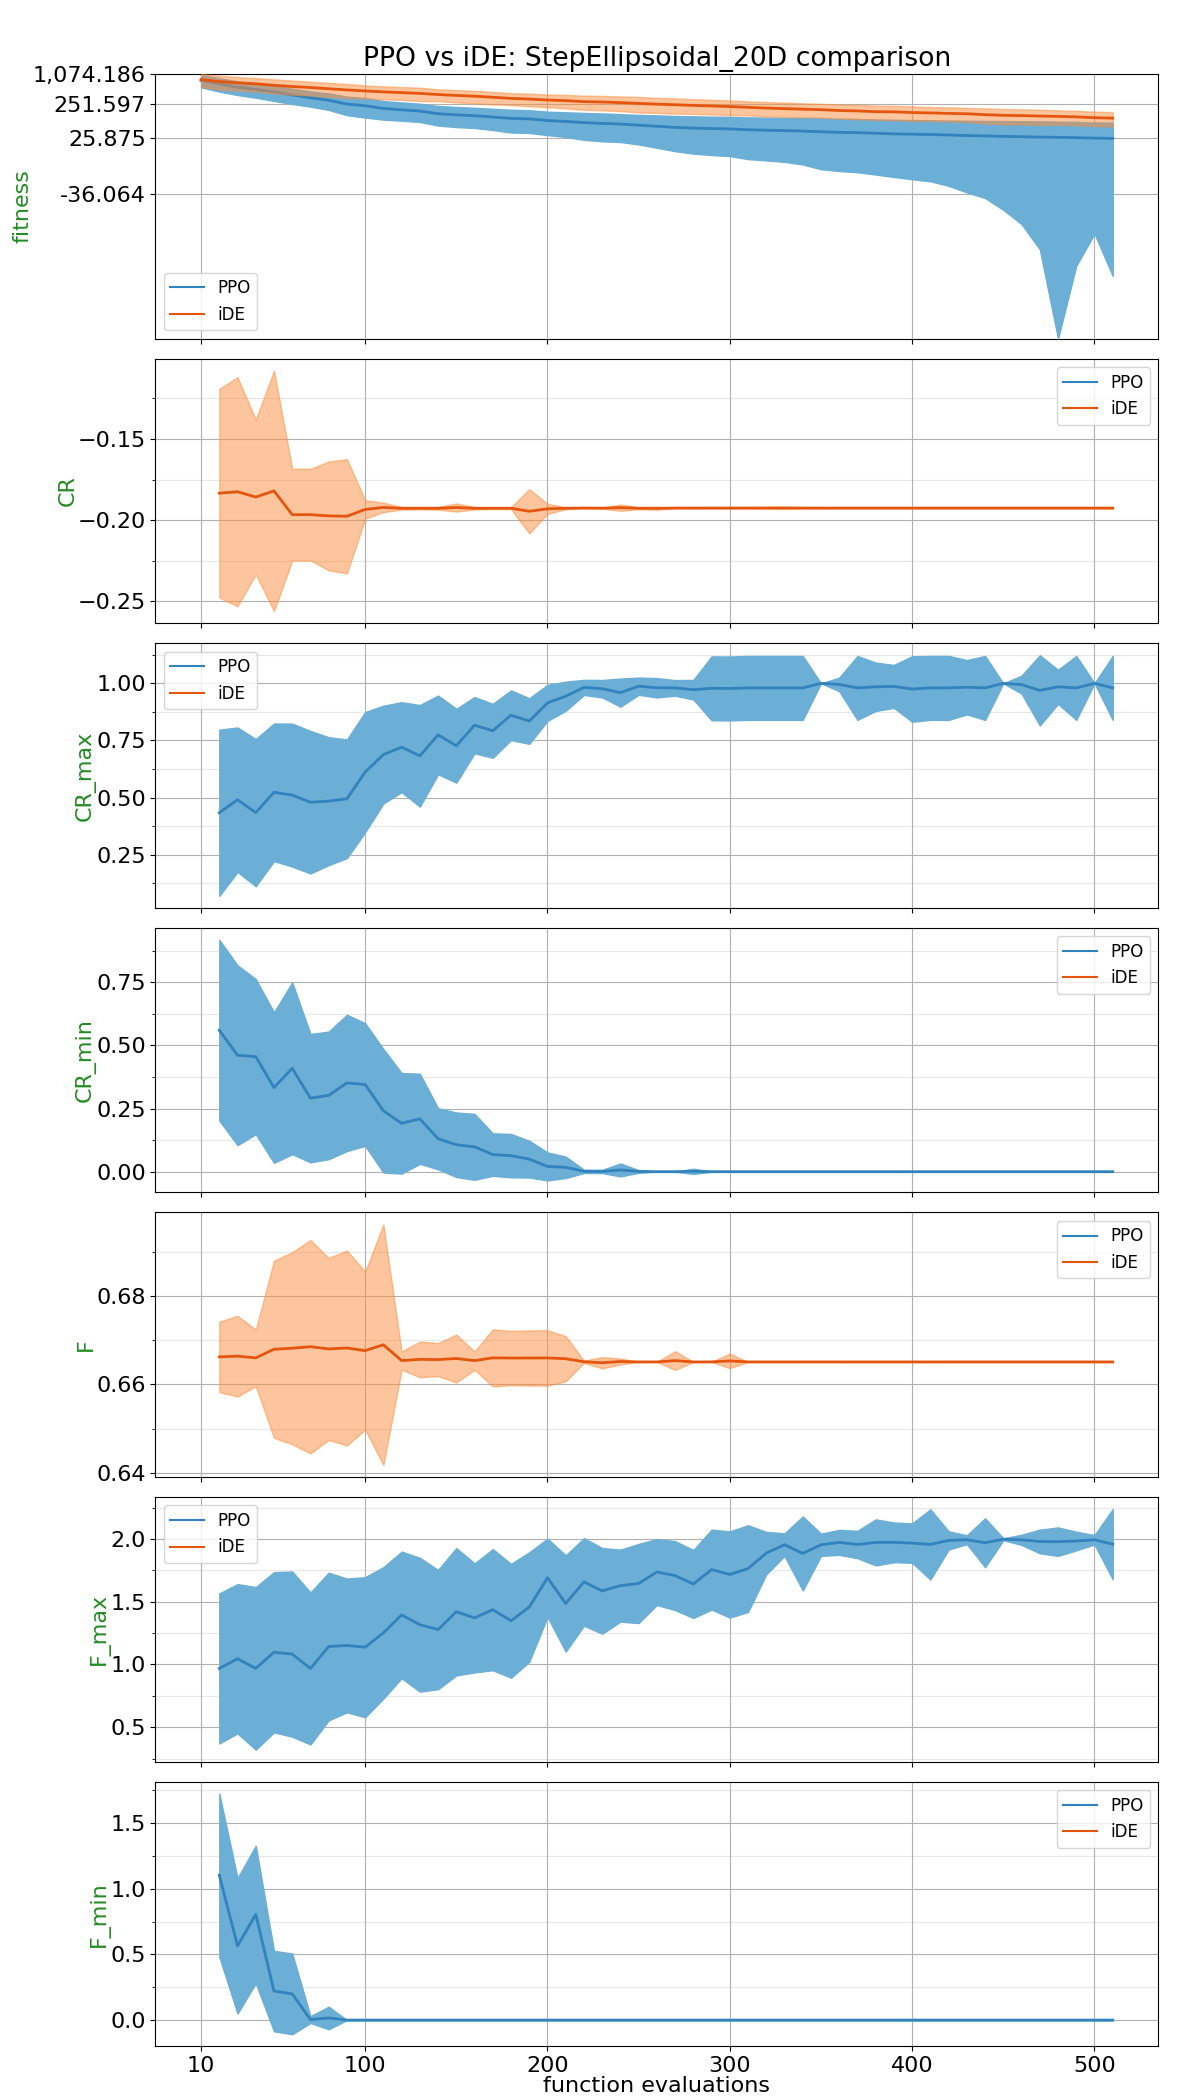 PPO vs iDE: StepEllipsoidal_20D comparison
1,074.186
251.597
25.875
-36.064
fitness
PPO
iDE
−0.15
−0.20
−0.25
CR
PPO
iDE
1.00
0.75
0.50
0.25
CR_max
PPO
iDE
0.75
0.50
0.25
0.00
CR_min
PPO
iDE
0.68
0.66
0.64
F
PPO
iDE
2.0
1.5
1.0
0.5
F_max
PPO
iDE
1.5
1.0
0.5
0.0
F_min
PPO
iDE
10 100 200 300 400 500
function evaluations